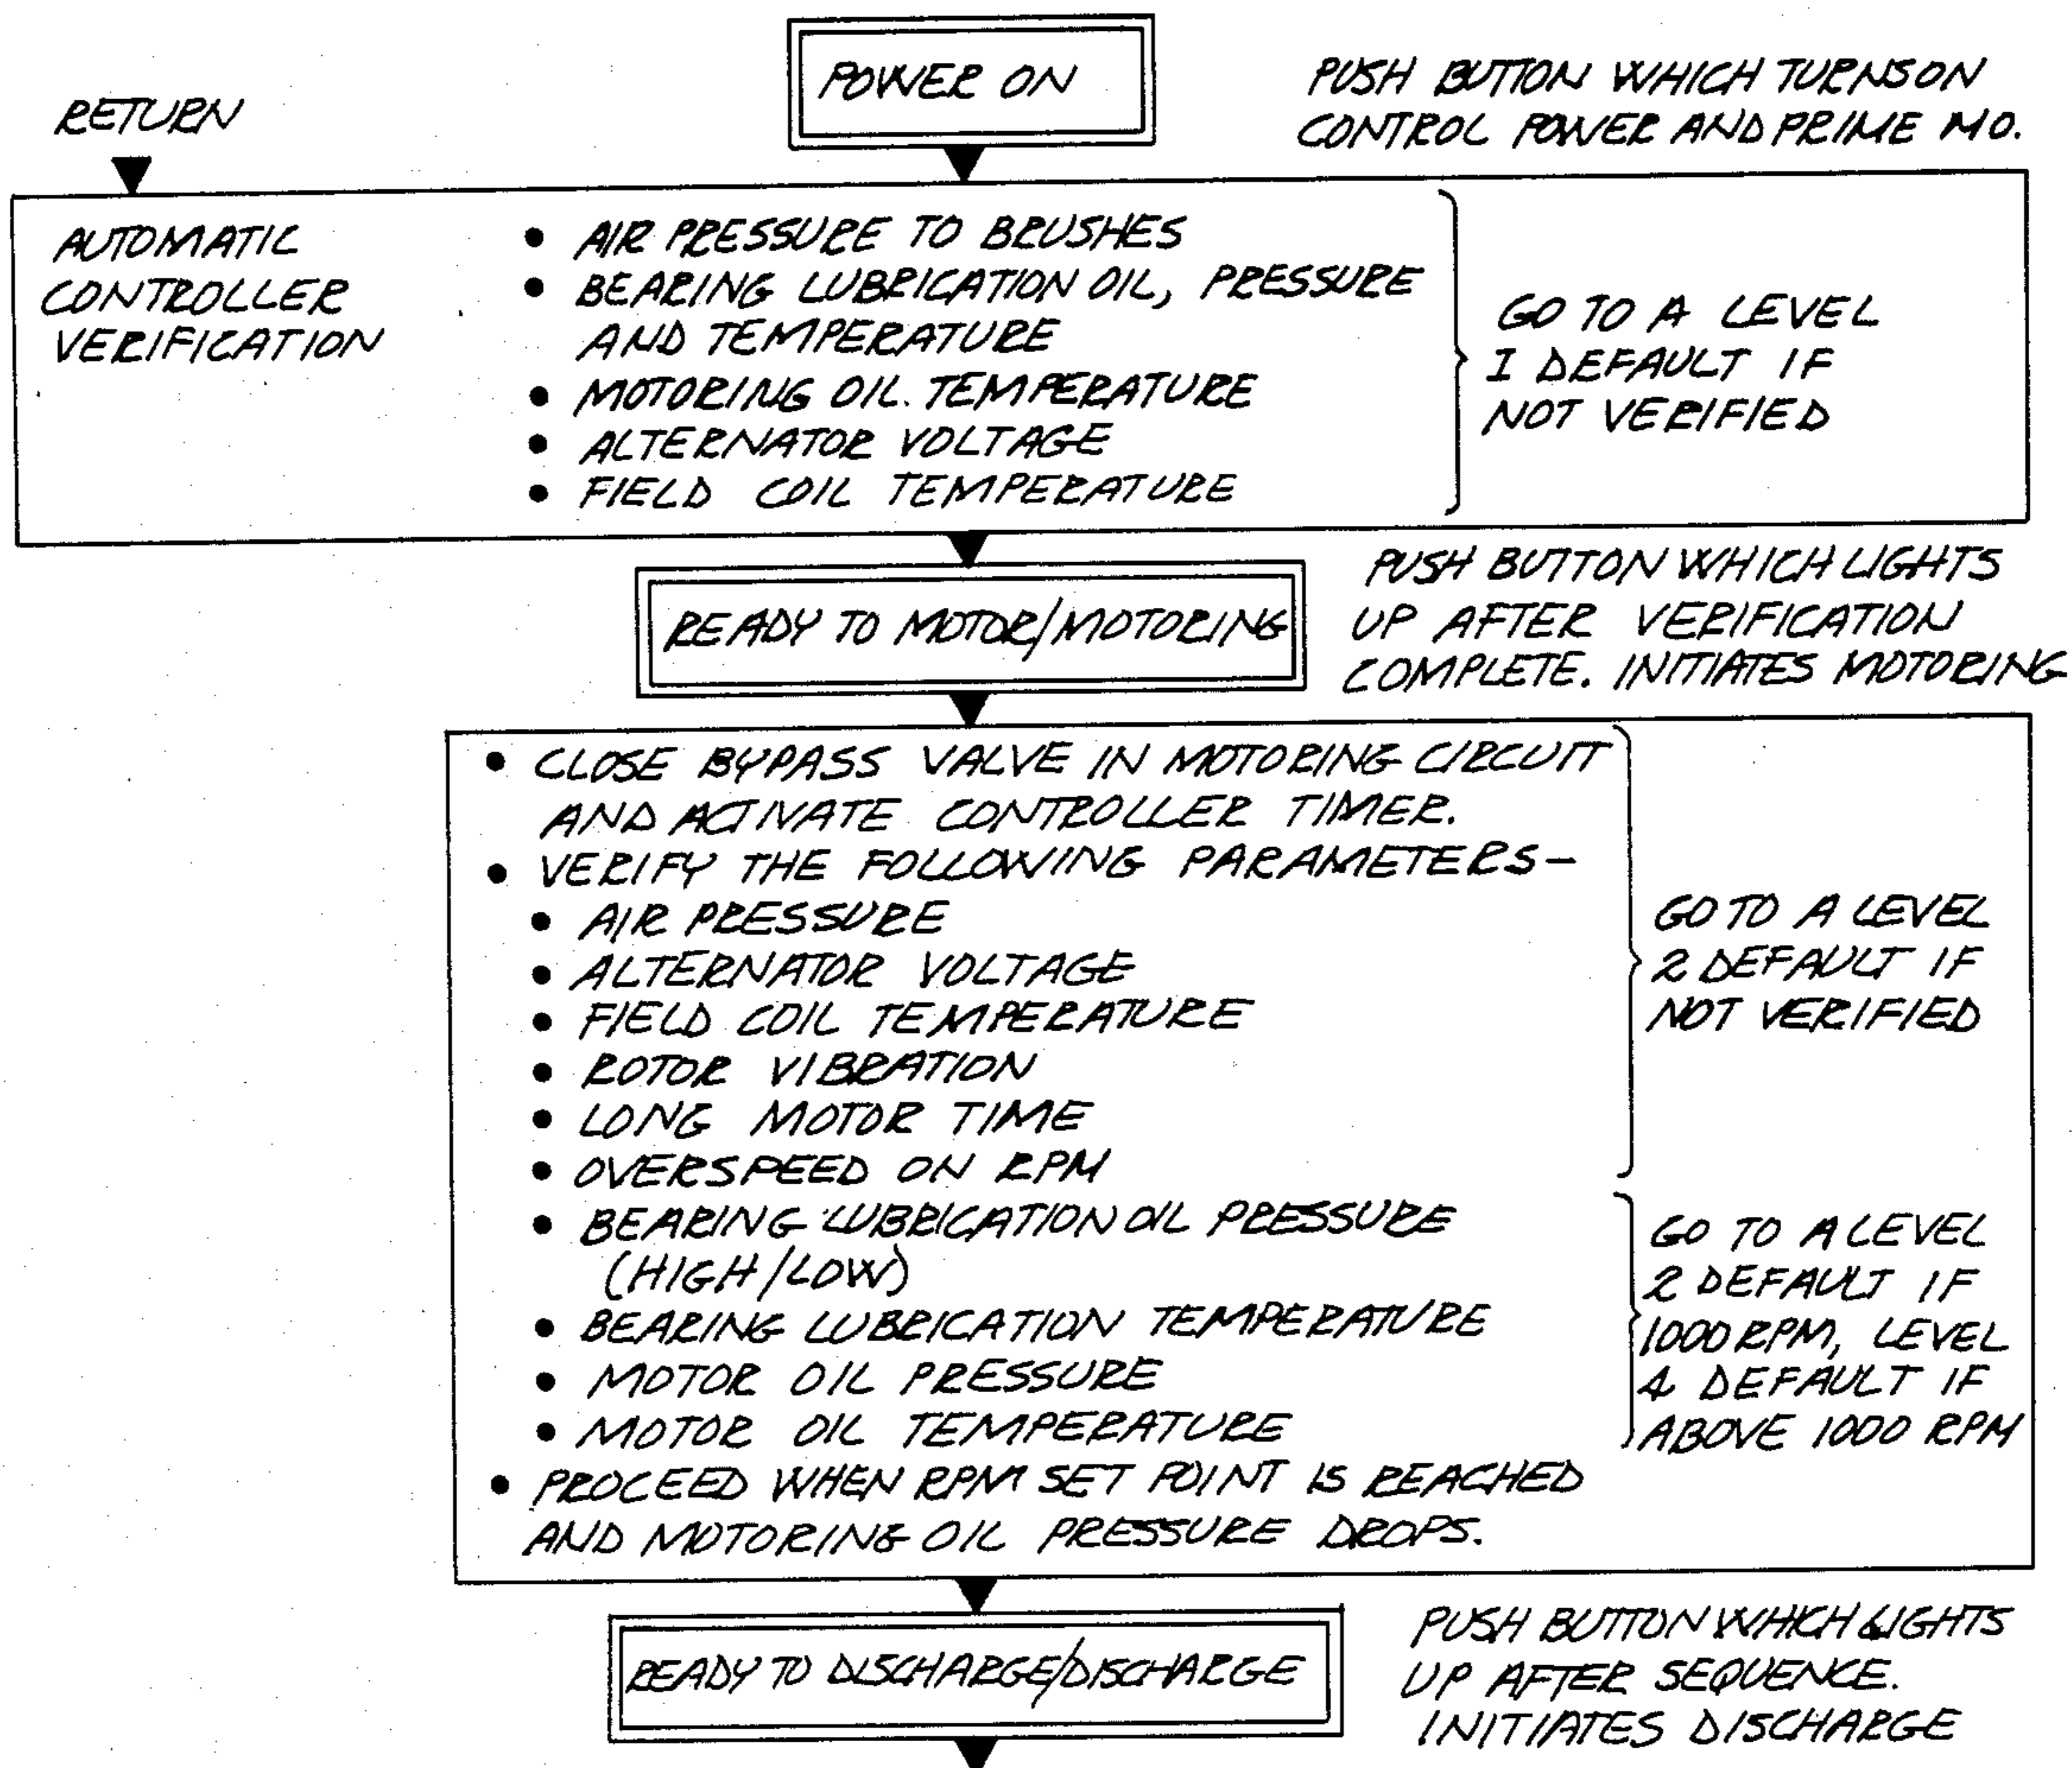 POWER ON
PUSH BUTTON WHICH TURNS ON
CONTROL POWER AND PRIME MO.
RETURN
AUTOMATIC
CONTROLLER
VERIFICATION
• AIR PRESSURE TO BRUSHES
• BEARING LUBRICATION OIL, PRESSURE
AND TEMPERATURE
• MOTORING OIL TEMPERATURE
• ALTERNATOR VOLTAGE
• FIELD COIL TEMPERATURE
GO TO A LEVEL
I DEFAULT IF
NOT VERIFIED
READY TO MOTOR/MOTORING
PUSH BUTTON WHICH LIGHTS
UP AFTER VERIFICATION
COMPLETE. INITIATES MOTORING
• CLOSE BYPASS VALVE IN MOTORING CIRCUIT
AND ACTIVATE CONTROLLER TIMER.
• VERIFY THE FOLLOWING PARAMETERS-
• AIR PRESSURE
• ALTERNATOR VOLTAGE
• FIELD COIL TEMPERATURE
• ROTOR VIBRATION
• LONG MOTOR TIME
• OVERSPEED ON RPM
GO TO A LEVEL
2 DEFAULT IF
NOT VERIFIED
• BEARING LUBRICATION OIL PRESSURE
(HIGH/LOW)
• BEARING LUBRICATION TEMPERATURE
• MOTOR OIL PRESSURE
• MOTOR OIL TEMPERATURE
GO TO A LEVEL
2 DEFAULT IF
1000 RPM, LEVEL
4 DEFAULT IF
ABOVE 1000 RPM
• PROCEED WHEN RPM SET POINT IS REACHED
AND MOTORING OIL PRESSURE DROPS.
READY TO DISCHARGE/DISCHARGE
PUSH BUTTON WHICH LIGHTS
UP AFTER SEQUENCE.
INITIATES DISCHARGE